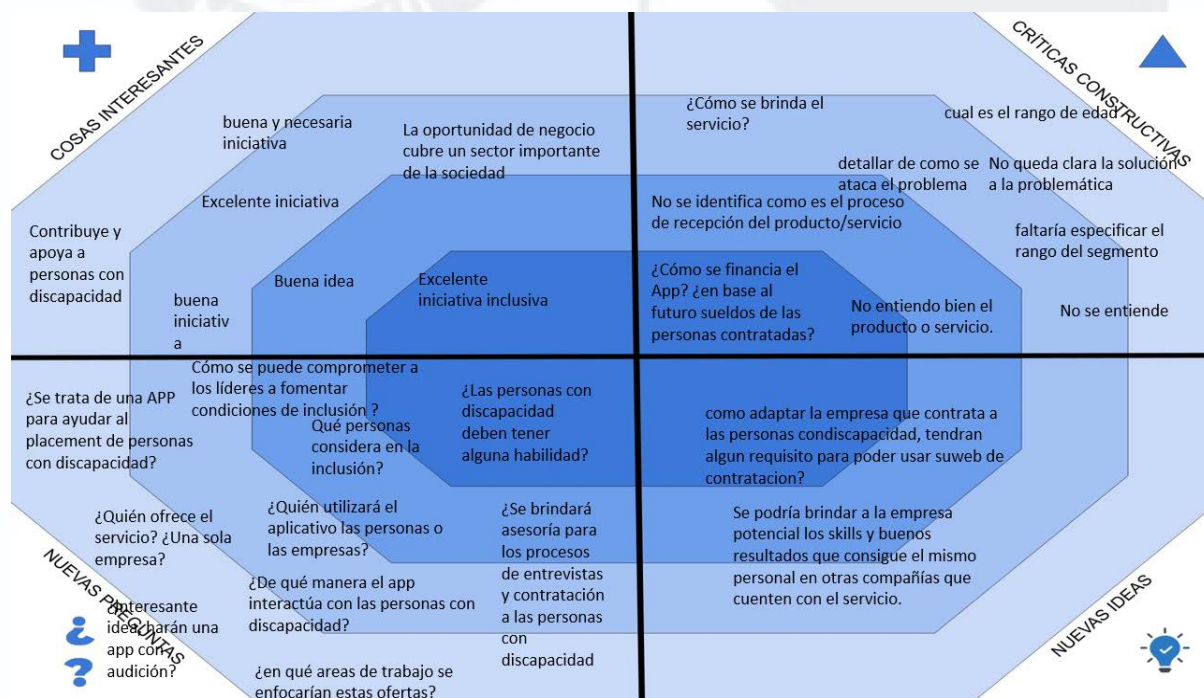 COSAS INTERESANTES
buena y necesaria
iniciativa
La oportunidad de negocio
cubre un sector importante
de la sociedad
Excelente iniciativa
Contribuye y
apoya a
personas con
discapacidad
Buena idea
Excelente
iniciativa inclusiva
buena
iniciativ
a
CRÍTICAS CONSTRUCTIVAS
¿Cómo se brinda el
servicio?
cual es el rango de edad
detallar de como se
ataca el problema
No queda clara la solución
a la problemática
No se identifica como es el proceso
de recepción del producto/servicio
faltaría especificar el
rango del segmento
¿Cómo se financia el
App? ¿en base al
futuro sueldos de las
personas contratadas?
No entiendo bien el
producto o servicio.
No se entiende
Cómo se puede comprometer a
los líderes a fomentar
condiciones de inclusión ?
¿Se trata de una APP
para ayudar al
placement de personas
con discapacidad?
Qué personas
considera en la
inclusión?
¿Las personas con
discapacidad
deben tener
alguna habilidad?
¿Quién ofrece el
servicio? ¿Una sola
empresa?
¿Quién utilizará el
aplicativo las personas o
las empresas?
¿Se brindará
asesoría para
los procesos
de entrevistas
y contratación
a las personas
con
discapacidad
¿De qué manera el app
interactúa con las personas con
discapacidad?
NUEVAS PREGUNTAS
¿Interesante
idea, harán una
app con
audición?
¿en qué areas de trabajo se
enfocarían estas ofertas?
como adaptar la empresa que contrata a
las personas condiscapacidad, tendran
algun requisito para poder usar suweb de
contratacion?
Se podría brindar a la empresa
potencial los skills y buenos
resultados que consigue el mismo
personal en otras compañías que
cuenten con el servicio.
NUEVAS IDEAS